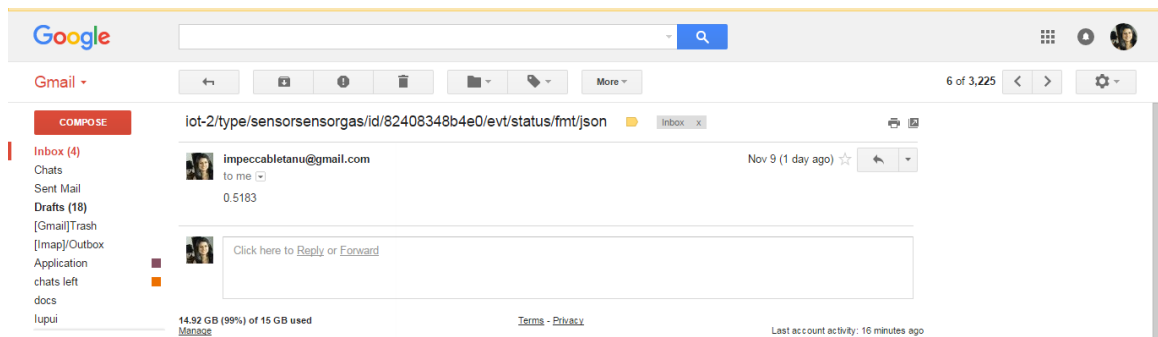 Google
Gmail
More
6 of 3,225
COMPOSE
iot-2/type/sensorsensorgas/id/82408348b4e0/evt/status/fmt/json
Inbox x
Inbox (4)
Chats
Sent Mail
Drafts (18)
[Gmail]Trash
[Imap]/Outbox
Application
chats left
docs
Iupui
impeccabletanu@gmail.com
Nov 9 (1 day ago)
to me
0.5183
Click here to Reply or Forward
14.92 GB (99%) of 15 GB used
Manage
Terms - Privacy
Last account activity: 16 minutes ago